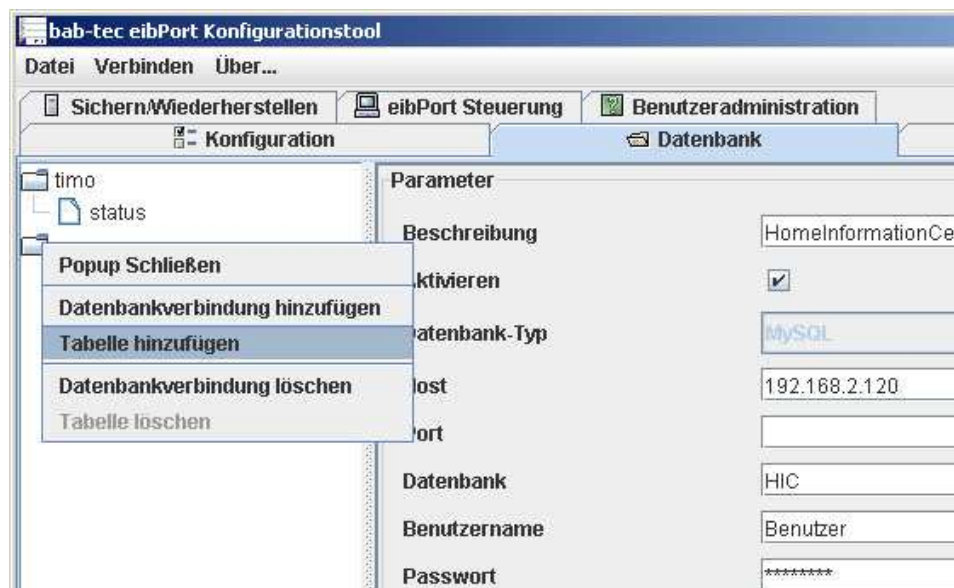 bab-tec eibPort Konfigurationstool
Datei Verbinden Über...
Sichern/Wiederherstellen eibPort Steuerung Benutzeradministration
Konfiguration Datenbank
timo
status
Popup Schließen
Datenbankverbindung hinzufügen
Tabelle hinzufügen
Datenbankverbindung löschen
Tabelle löschen
Parameter
Beschreibung HomeInformationCe
ktivieren
atenbank-Typ MySQL
ost 192.168.2.120
ort
Datenbank HIC
Benutzername Benutzer
Passwort ********